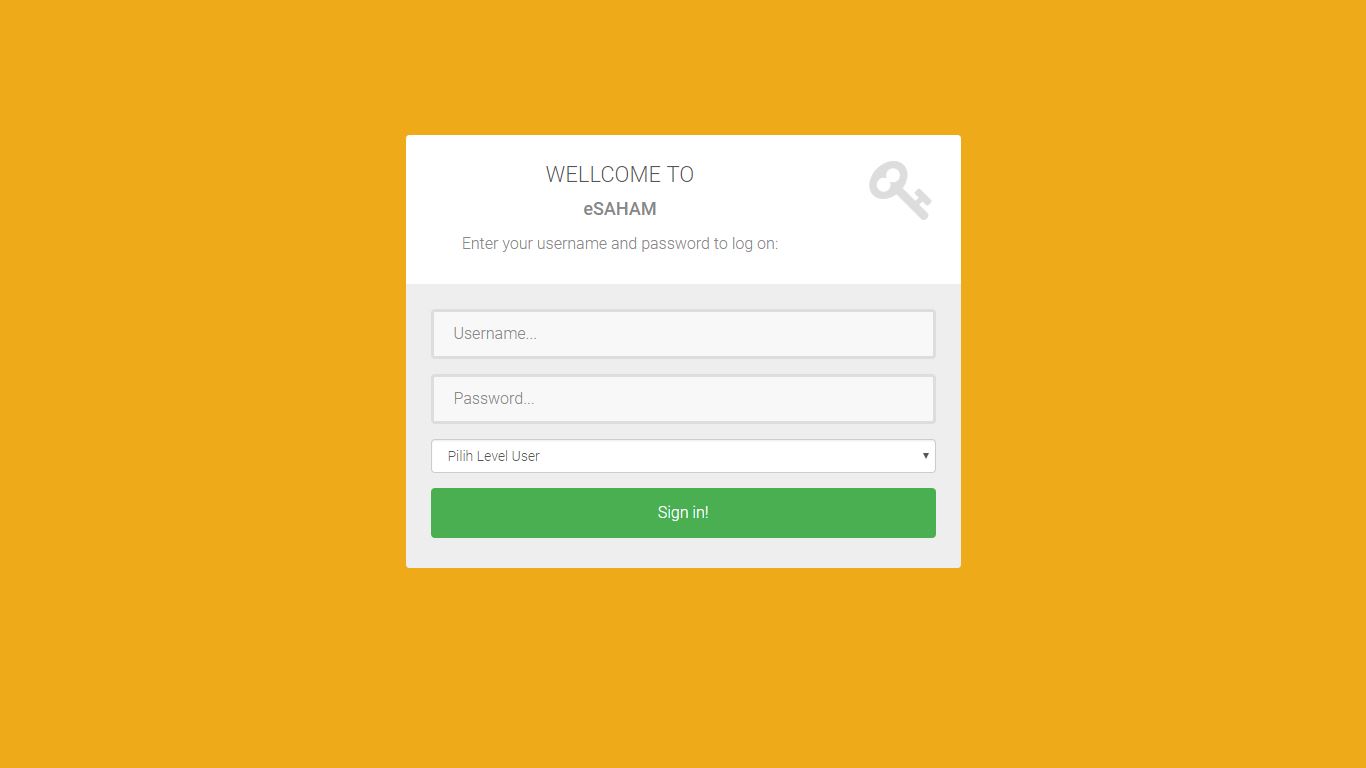 WELLCOME TO
eSAHAM
Enter your username and password to log on:
Username...
Password...
Pilih Level User
Sign in!